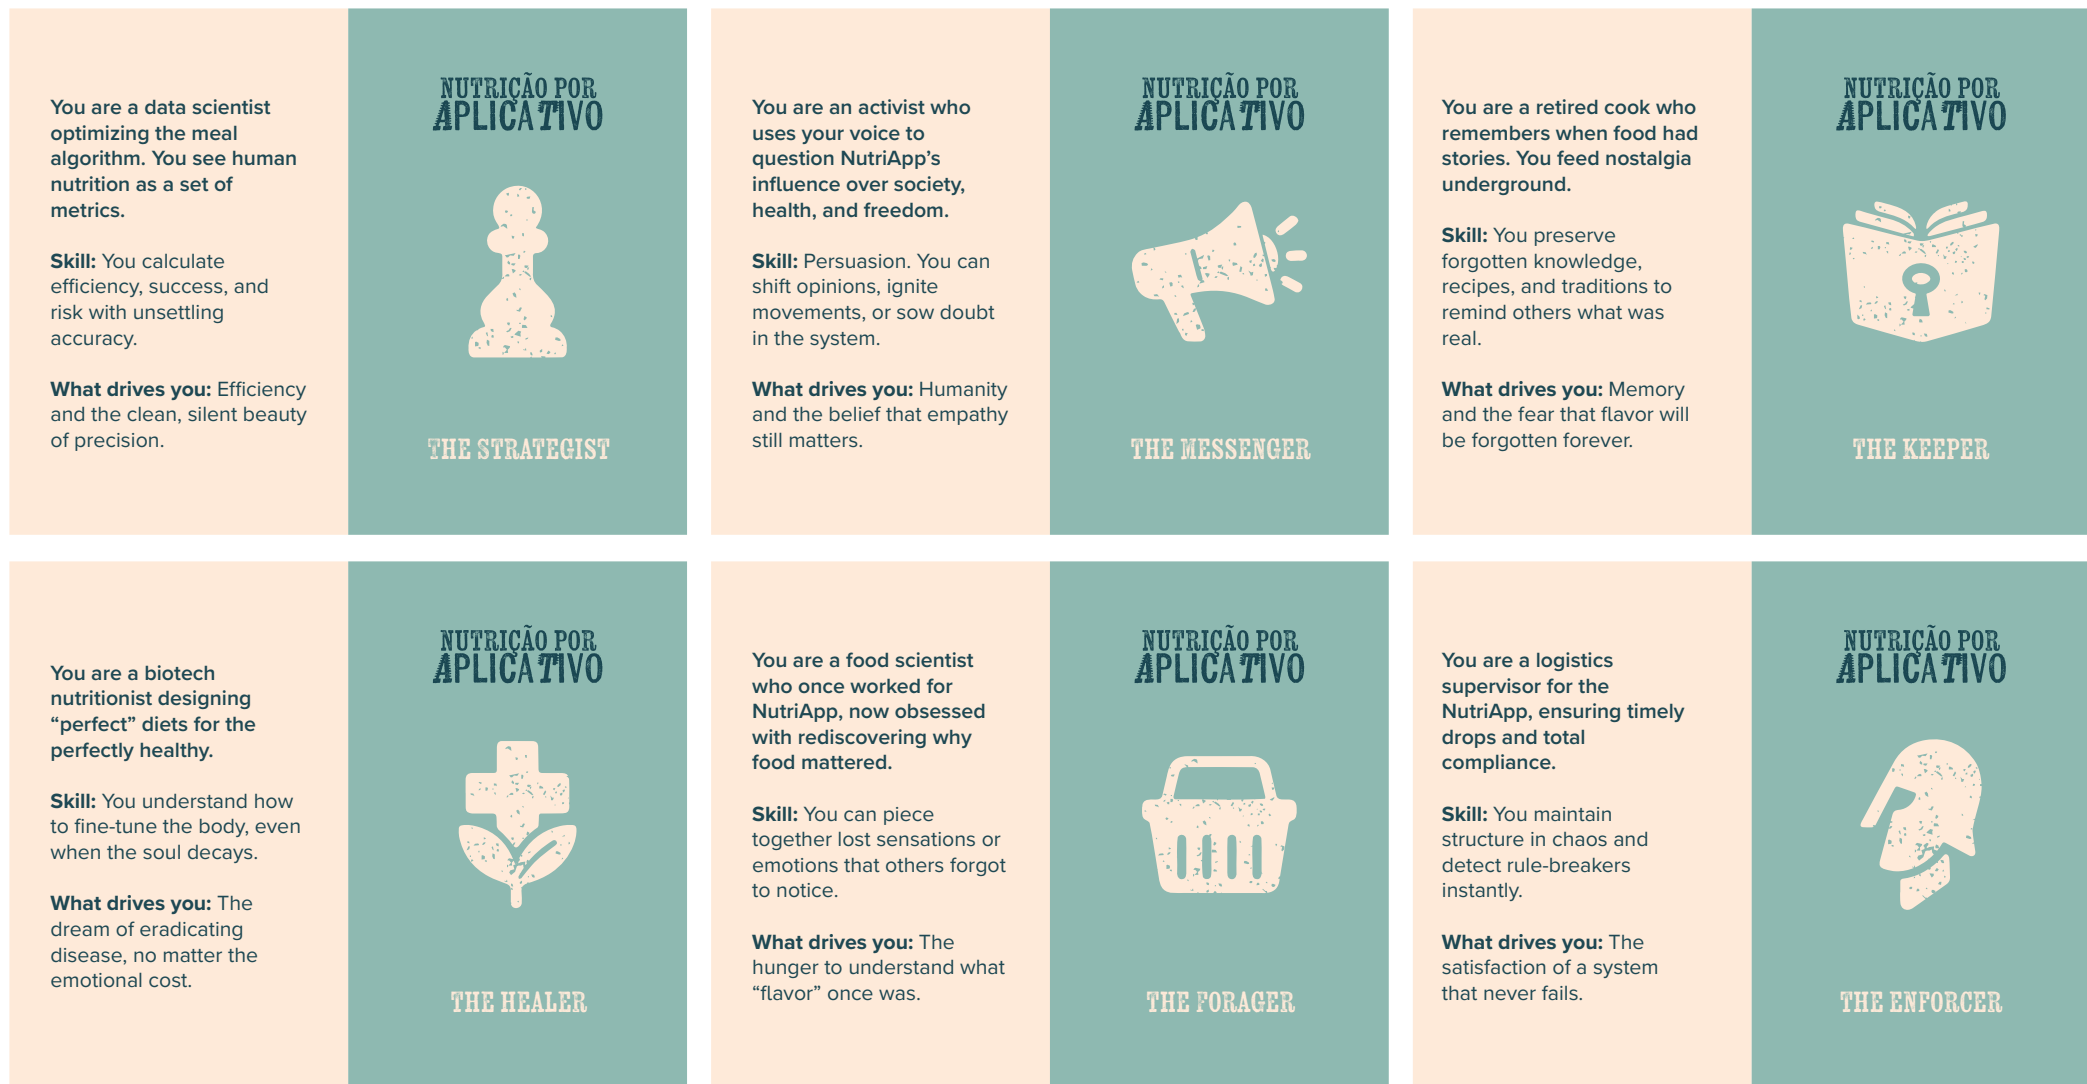 You are a data scientist
optimizing the meal
algorithm. You see human
nutrition as a set of
metrics.
Skill: You calculate
efficiency, success, and
risk with unsettling
accuracy.
What drives you: Efficiency
and the clean, silent beauty
of precision.
NUTRIÇÃO POR
APLICATIVO
THE STRATEGIST
You are an activist who
uses your voice to
question NutriApp’s
influence over society,
health, and freedom.
Skill: Persuasion. You can
shift opinions, ignite
movements, or sow doubt
in the system.
What drives you: Humanity
and the belief that empathy
still matters.
NUTRIÇÃO POR
APLICATIVO
THE MESSENGER
You are a retired cook who
remembers when food had
stories. You feed nostalgia
underground.
Skill: You preserve
forgotten knowledge,
recipes, and traditions to
remind others what was
real.
What drives you: Memory
and the fear that flavor will
be forgotten forever.
NUTRIÇÃO POR
APLICATIVO
THE KEEPER
You are a biotech
nutritionist designing
“perfect” diets for the
perfectly healthy.
Skill: You understand how
to fine-tune the body, even
when the soul decays.
What drives you: The
dream of eradicating
disease, no matter the
emotional cost.
NUTRIÇÃO POR
APLICATIVO
THE HEALER
You are a food scientist
who once worked for
NutriApp, now obsessed
with rediscovering why
food mattered.
Skill: You can piece
together lost sensations or
emotions that others forgot
to notice.
What drives you: The
hunger to understand what
“flavor” once was.
NUTRIÇÃO POR
APLICATIVO
THE FORAGER
You are a logistics
supervisor for the
NutriApp, ensuring timely
drops and total
compliance.
Skill: You maintain
structure in chaos and
detect rule-breakers
instantly.
What drives you: The
satisfaction of a system
that never fails.
NUTRIÇÃO POR
APLICATIVO
THE ENFORCER